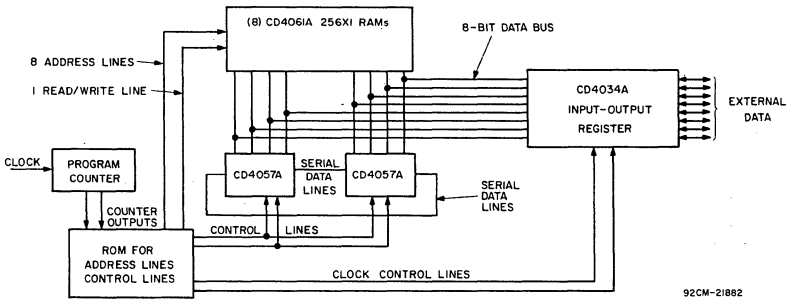 (8) CD4061A 256X1 RAMs
8-BIT DATA BUS
8 ADDRESS LINES
1 READ/WRITE LINE
CD4034A
INPUT-OUTPUT
REGISTER
EXTERNAL
DATA
CLOCK
PROGRAM
COUNTER
CD4057A
SERIAL
DATA
LINES
CD4057A
SERIAL
DATA
LINES
COUNTER
OUTPUTS
CONTROL LINES
ROM FOR
ADDRESS LINES
CONTROL LINES
CLOCK CONTROL LINES
92CM-21882